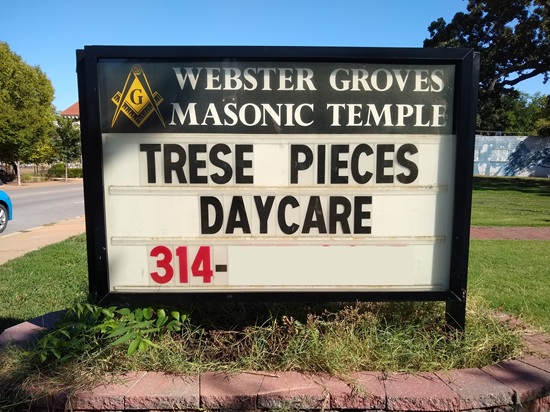 WEBSTER GROVES
G MASONIC TEMPLE
TRESE PIECES
DAYCARE
314-